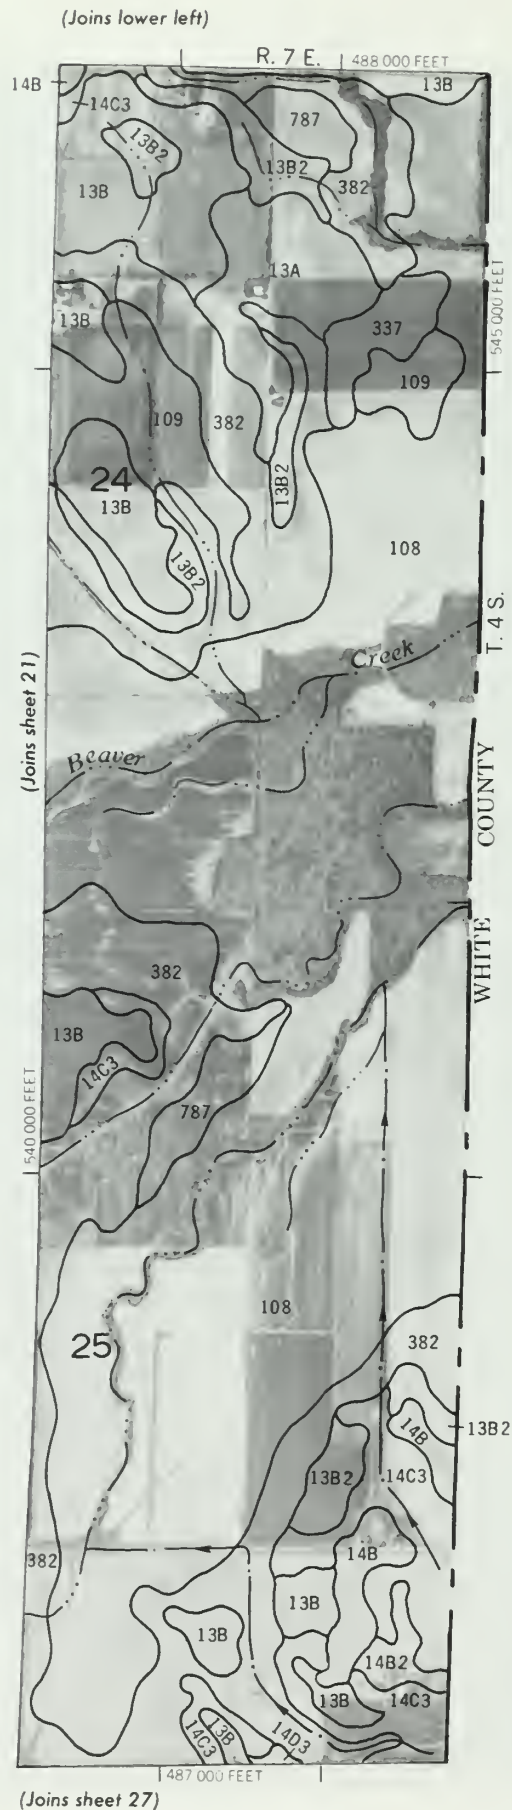 (Joins lower left)
R. 7 E.
488 000 FEET
14B
13B
14C3
787
13B2
13B2
13B
382
13A
545 000 FEET
13B
337
109
109
382
24
13B
13B2
13B2
108
T. 4 S.
Creek
(Joins sheet 21)
Beaver
WHITE COUNTY
382
13B
14C3
787
540 000 FEET
108
25
382
14B
13B2
13B2
14C3
14B
382
13B
13B
14B2
13B
14C3
14D3
13B
14C3
487 000 FEET
(Joins sheet 27)